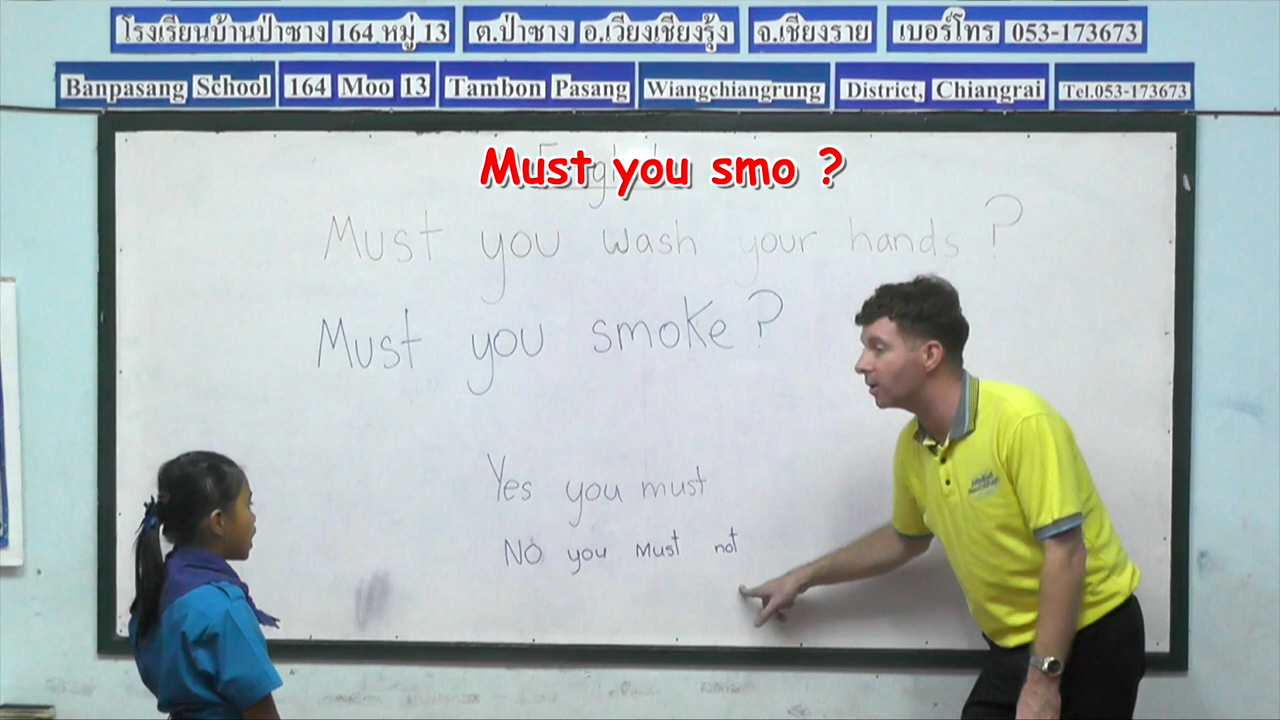 โรงเรียนบ้านป่าซาง 164 หมู่ 13 ต.ป่าซาง อ.เวียงเชียงรุ้ง จ.เชียงราย เบอร์โทร 053-173673
Banpasang School 164 Moo 13 Tambon Pasang Wiangchiangrung District, Chiangrai Tel.053-173673
Must you smo ?
Must you wash your hands ?
Must you smoke ?
Yes you must
NO you Must not